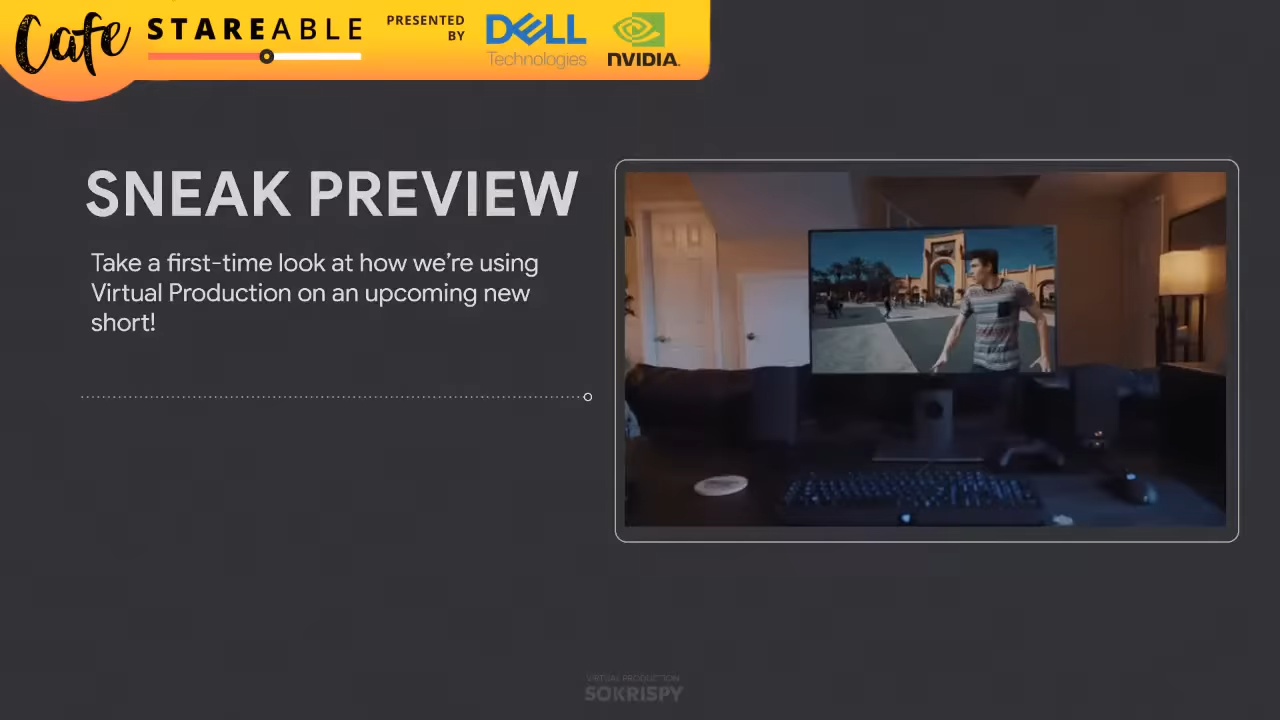 Cafe
STAREABLE
PRESENTED
BY
DELL
Technologies
NVIDIA.
SNEAK PREVIEW
Take a first-time look at how we're using
Virtual Production on an upcoming new
short!
VIRTUAL PRODUCTION
SOKRISPY